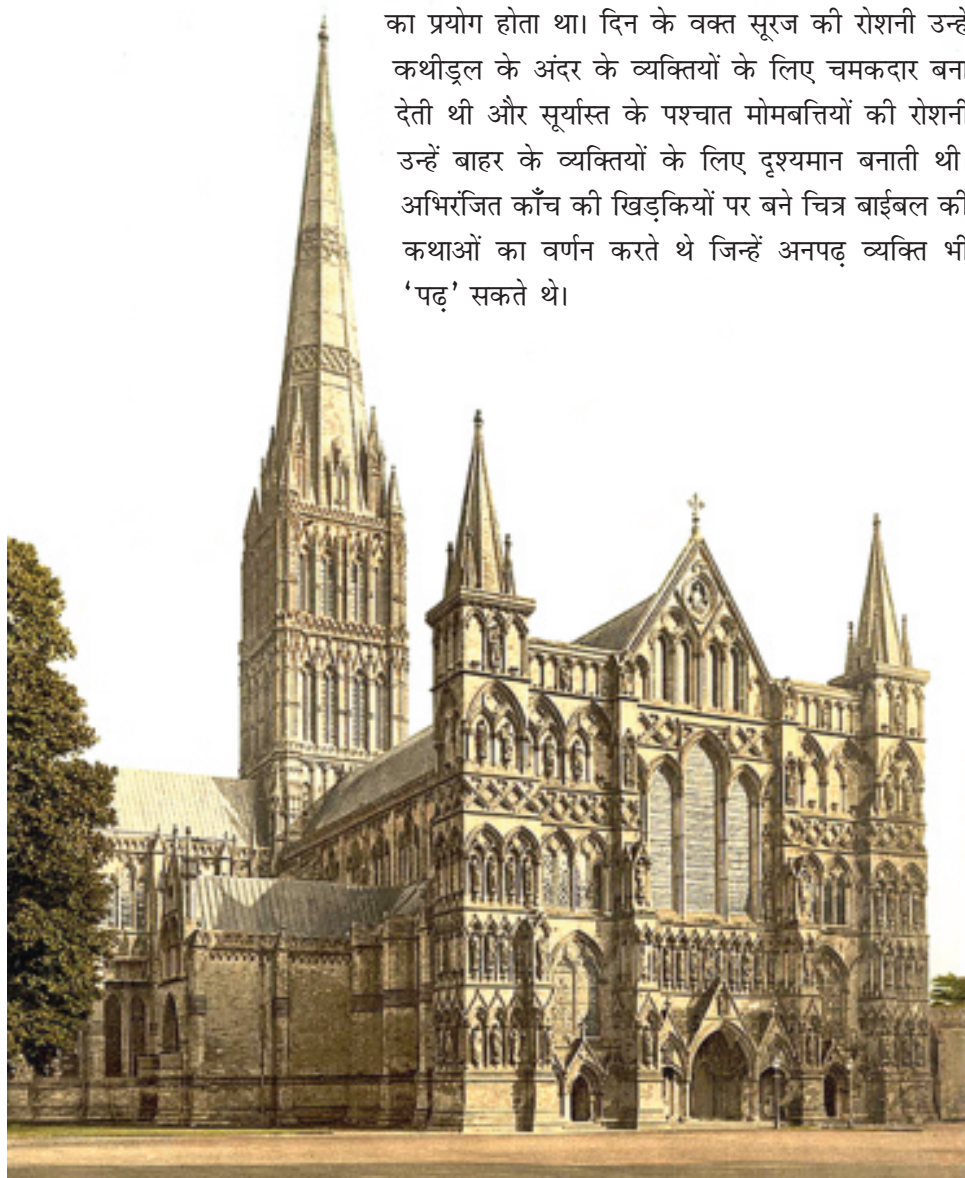 का प्रयोग होता था। दिन के वक्त सूरज की रोशनी उन्हें
कथीड्रल के अंदर के व्यक्तियों के लिए चमकदार बना
देती थी और सूर्यास्त के पश्चात मोमबत्तियों की रोशनी
उन्हें बाहर के व्यक्तियों के लिए दृश्यमान बनाती थी
अभिरंजित काँच की खिड़कियों पर बने चित्र बाईबल की
कथाओं का वर्णन करते थे जिन्हें अनपढ़ व्यक्ति भी
‘पढ़’ सकते थे।